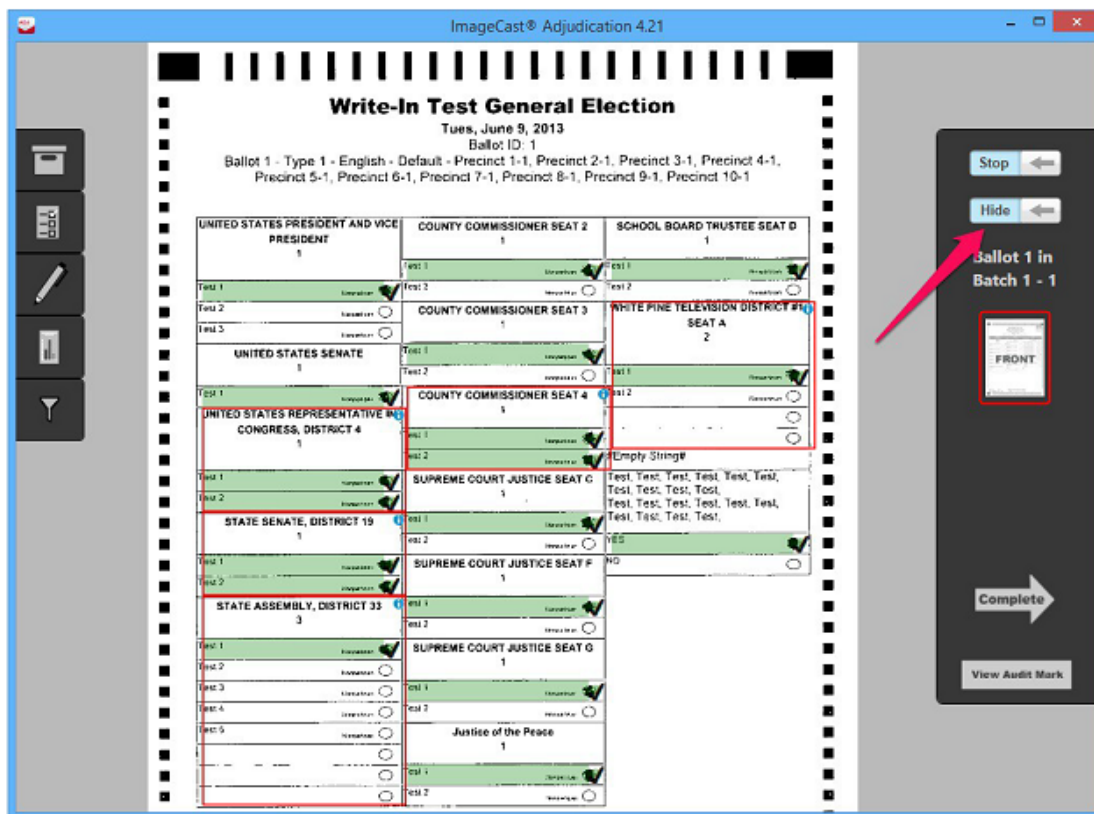 ImageCast® Adjudication 4.21
Write-In Test General Election
Tues, June 9, 2013
Ballot ID: 1
Ballot 1 - Type 1 - English - Default - Precinct 1-1, Precinct 2-1, Precinct 3-1, Precinct 4-1,
Precinct 5-1, Precinct 6-1, Precinct 7-1, Precinct 8-1, Precinct 9-1, Precinct 10-1
UNITED STATES PRESIDENT AND VICE
PRESIDENT
1
Test 1
Test 2
Test 3
UNITED STATES SENATE
1
Test 1
UNITED STATES REPRESENTATIVE IN
CONGRESS, DISTRICT 4
1
Test 1
Test 2
STATE SENATE, DISTRICT 19
1
Test 1
Test 2
STATE ASSEMBLY, DISTRICT 33
3
Test 1
Test 2
Test 3
Test 4
Test 5
COUNTY COMMISSIONER SEAT 2
1
Test 1
Test 2
COUNTY COMMISSIONER SEAT 3
1
Test 1
Test 2
COUNTY COMMISSIONER SEAT 4
1
Test 1
Test 2
SUPREME COURT JUSTICE SEAT C
1
Test 1
Test 2
SUPREME COURT JUSTICE SEAT F
1
Test 1
Test 2
SUPREME COURT JUSTICE SEAT G
1
Test 1
Test 2
Justice of the Peace
1
Test 1
Test 2
SCHOOL BOARD TRUSTEE SEAT D
1
Test 1
Test 2
WHITE PINE TELEVISION DISTRICT #1
SEAT A
2
Test 1
Test 2
#Empty String#
Test, Test, Test, Test, Test, Test,
Test, Test, Test, Test,
Test, Test, Test, Test, Test, Test,
Test, Test, Test, Test,
YES
NO
Stop
Hide
Ballot 1 in
Batch 1 - 1
FRONT
Complete
View Audit Mark